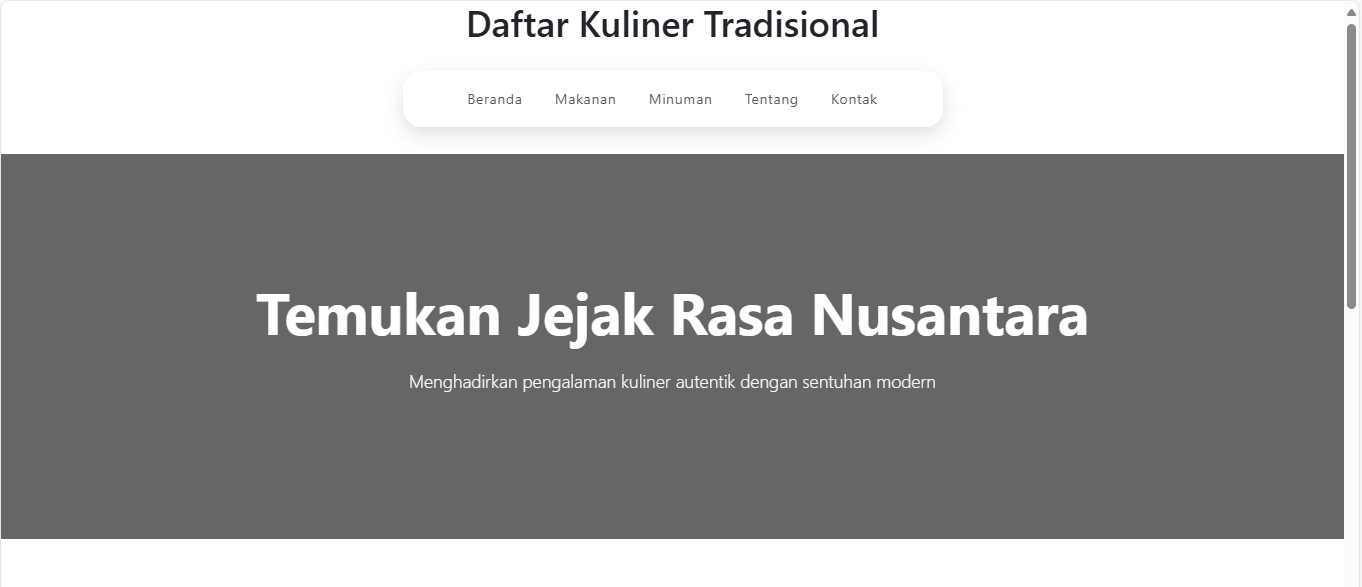 Daftar Kuliner Tradisional
Beranda Makanan Minuman Tentang Kontak
Temukan Jejak Rasa Nusantara
Menghadirkan pengalaman kuliner autentik dengan sentuhan modern